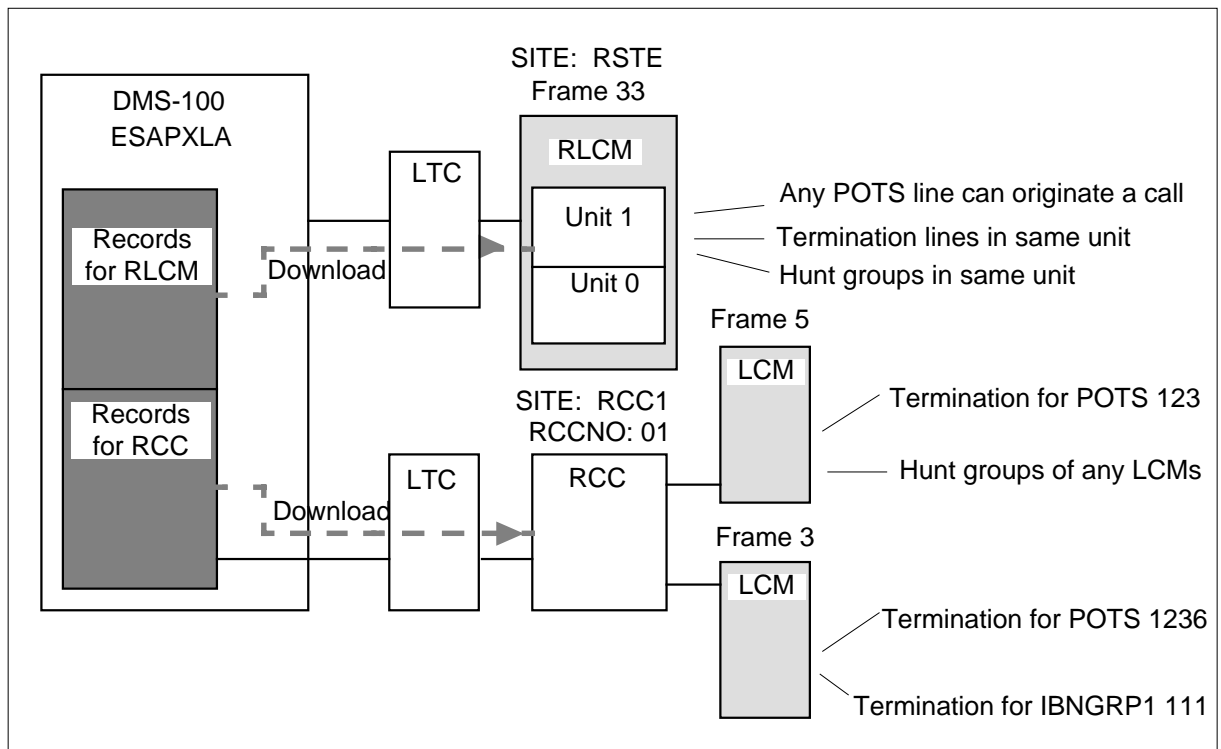 SITE: RSTE
Frame 33
DMS-100
ESAPXLA
LTC
RLCM
Unit 1
Unit 0
Records
for RLCM
Download
Any POTS line can originate a call
Termination lines in same unit
Hunt groups in same unit
Frame 5
LCM
Termination for POTS 123
Hunt groups of any LCMs
SITE: RCC1
RCCNO: 01
Records
for RCC
Download
LTC
RCC
Frame 3
LCM
Termination for POTS 1236
Termination for IBNGRP1 111